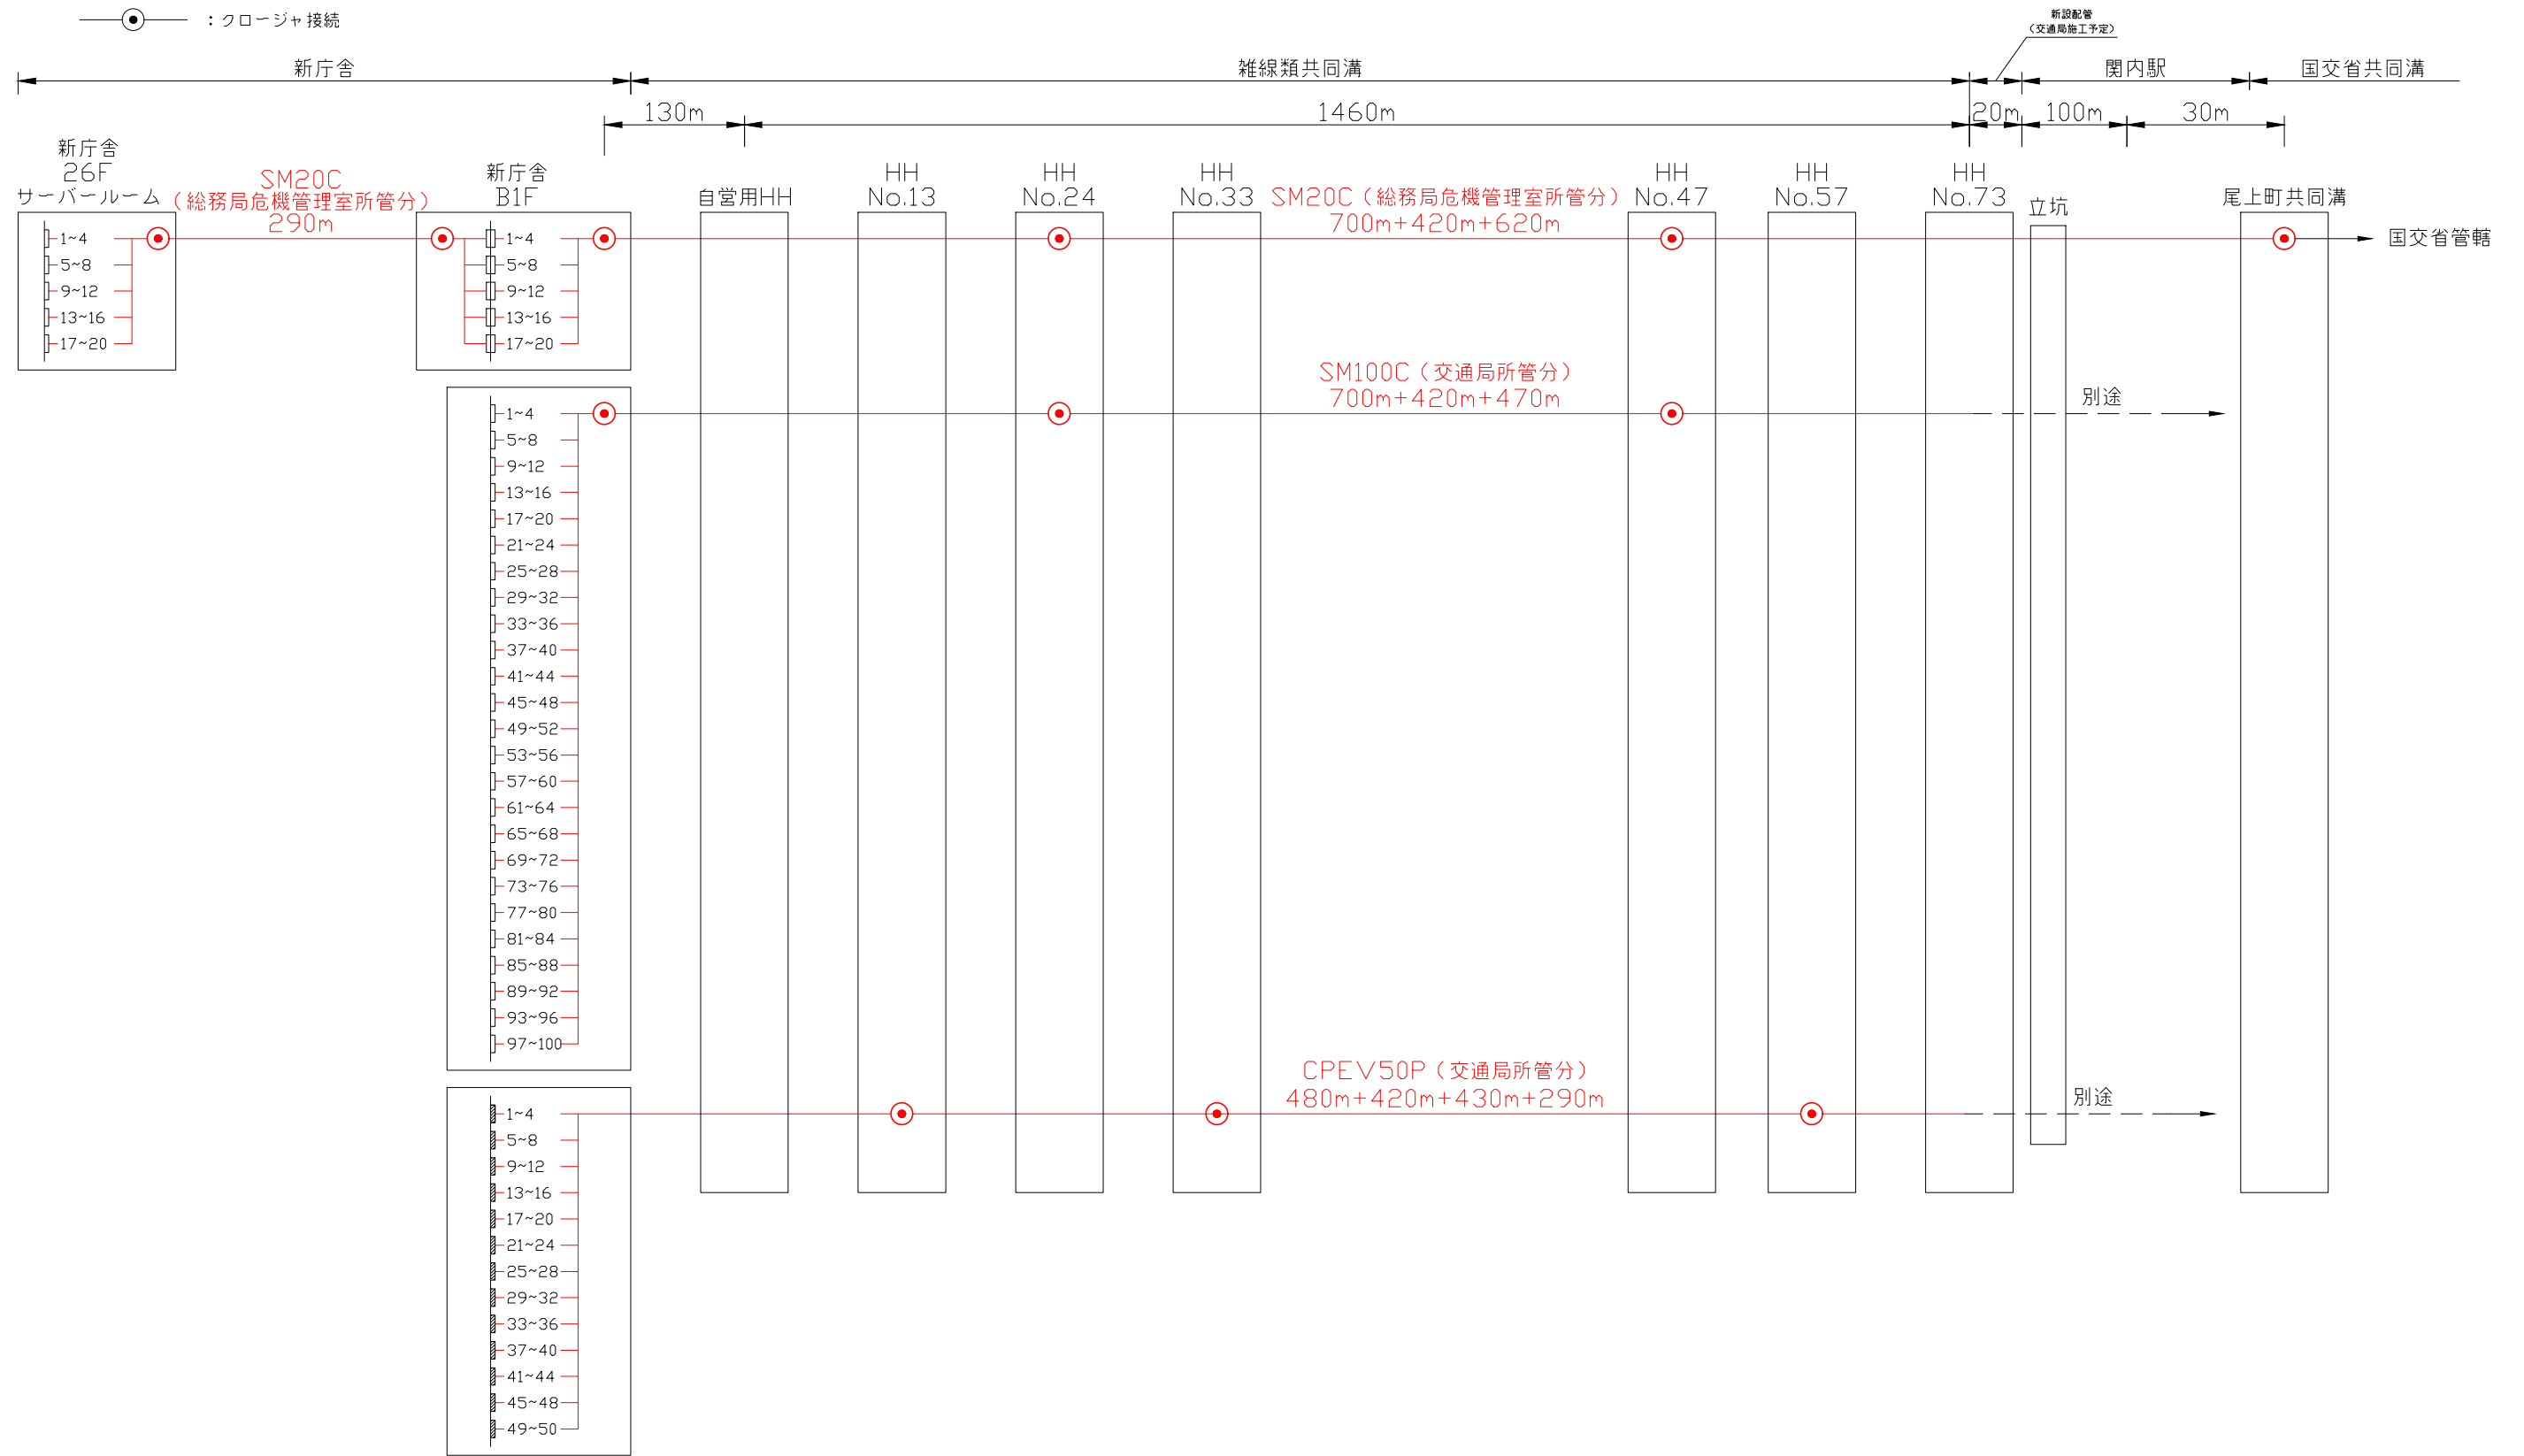 ：クロージャ接続
新設配管
（交通局施工予定）
新庁舎
雑線類共同溝
関内駅
国交省共同溝
130m
1460m
20m
100m
30m
新庁舎
26F
サーバールーム
SM20C
（総務局危機管理室所管分）
290m
新庁舎
B1F
自営用HH
HH
No.13
HH
No.24
HH
No.33
SM20C（総務局危機管理室所管分）
700m+420m+620m
HH
No.47
HH
No.57
HH
No.73
立坑
尾上町共同溝
国交省管轄
1~4
5~8
9~12
13~16
17~20
1~4
5~8
9~12
13~16
17~20
SM100C（交通局所管分）
700m+420m+470m
別途
1~4
5~8
9~12
13~16
17~20
21~24
25~28
29~32
33~36
37~40
41~44
45~48
49~52
53~56
57~60
61~64
65~68
69~72
73~76
77~80
81~84
85~88
89~92
93~96
97~100
CPEV50P（交通局所管分）
480m+420m+430m+290m
別途
1~4
5~8
9~12
13~16
17~20
21~24
25~28
29~32
33~36
37~40
41~44
45~48
49~50